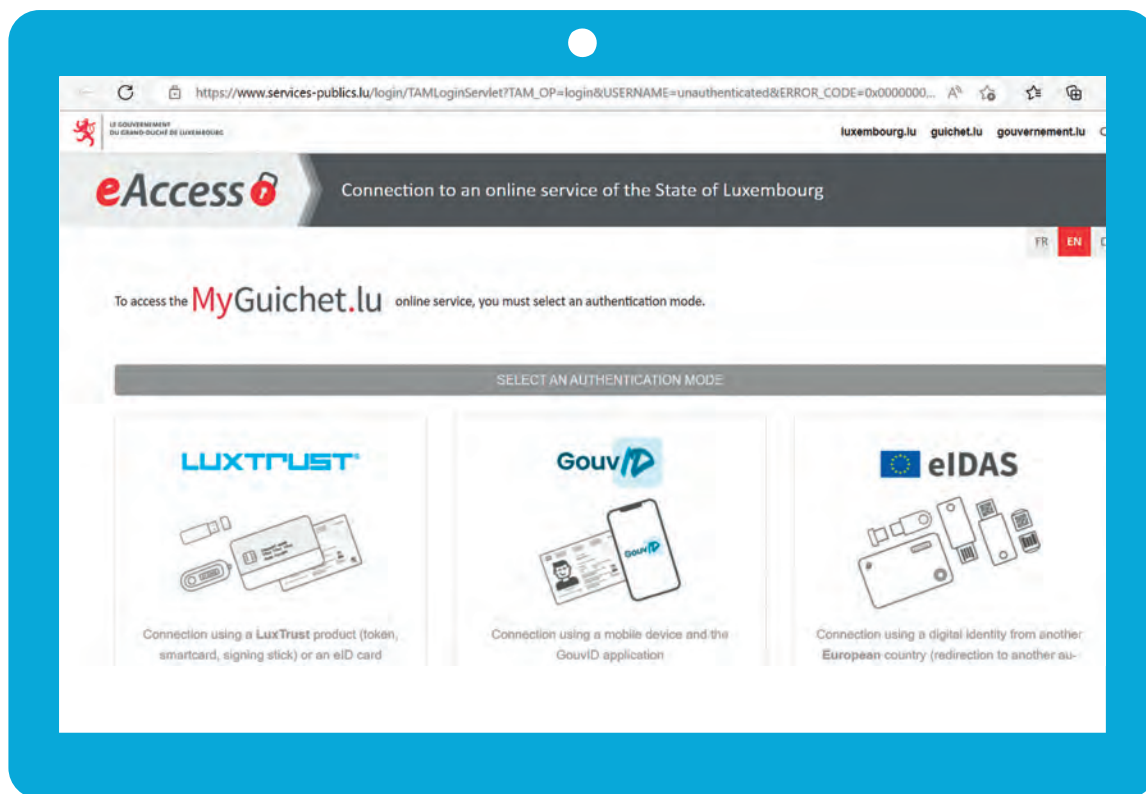 https://www.services-publics.lu/login/TAMLoginServlet?TAM_OP=login&USERNAME=unauthenticated&ERROR_CODE=0x0000000...
LE GOUVERNEMENT
DU GRAND-DUCHÉ DE LUXEMBOURG
luxembourg.lu guichet.lu gouvernement.lu
eAccess
Connection to an online service of the State of Luxembourg
FR EN
To access the MyGuichet.lu online service, you must select an authentication mode.
SELECT AN AUTHENTICATION MODE
LUXTRUST
GouvID
eIDAS
GouvID
Connection using a LuxTrust product (token,
smartcard, signing stick) or an eID card
Connection using a mobile device and the
GouvID application
Connection using a digital identity from another
European country (redirection to another au-